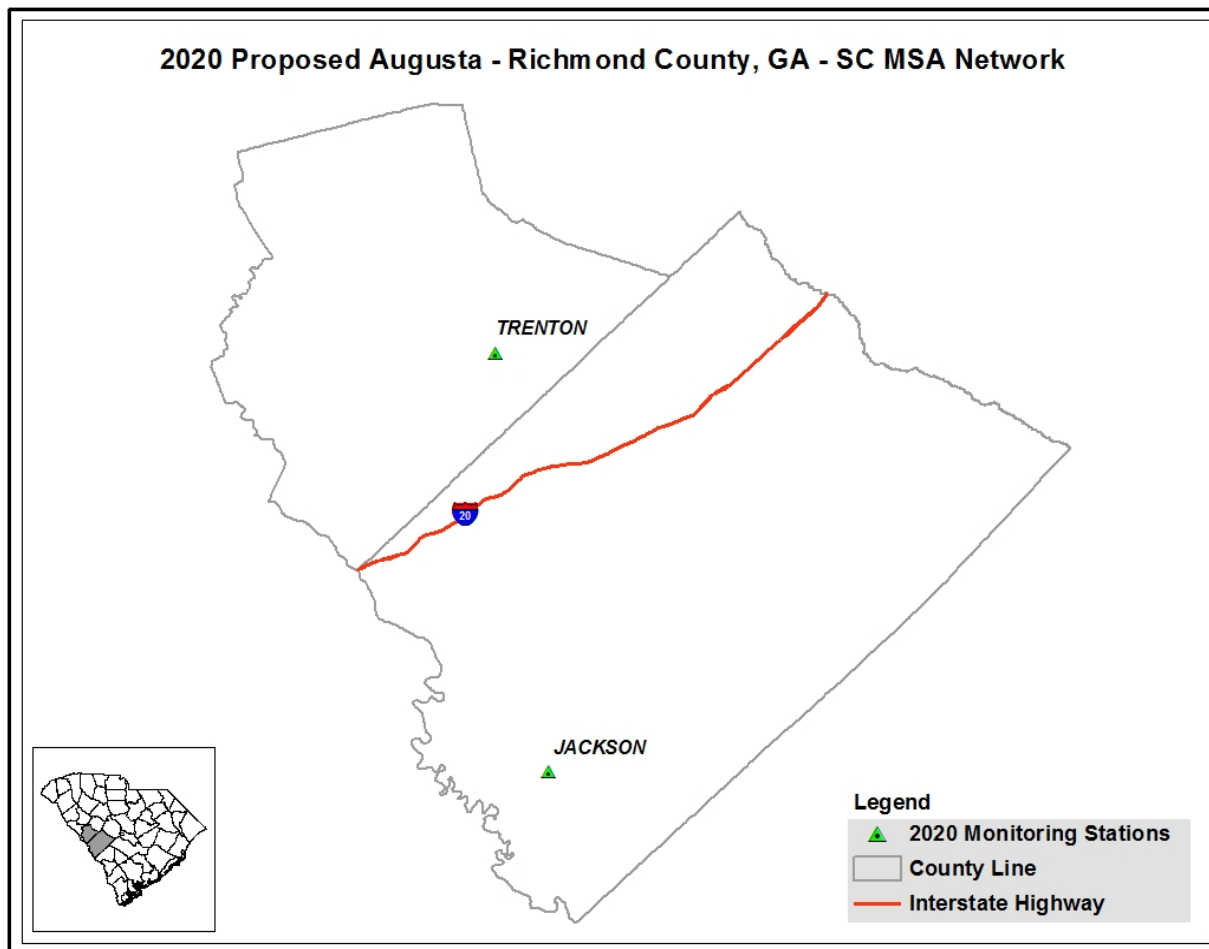 2020 Proposed Augusta - Richmond County, GA - SC MSA Network
TRENTON
20
JACKSON
Legend
2020 Monitoring Stations
County Line
Interstate Highway